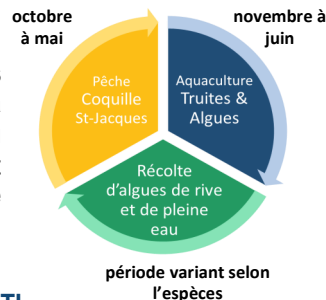 octobre
à mai
novembre à
juin
Pêche
Coquille
St-Jacques
Aquaculture
Truites &
Algues
Récolte
d'algues de rive
et de pleine
eau
période variant selon
l'espèces